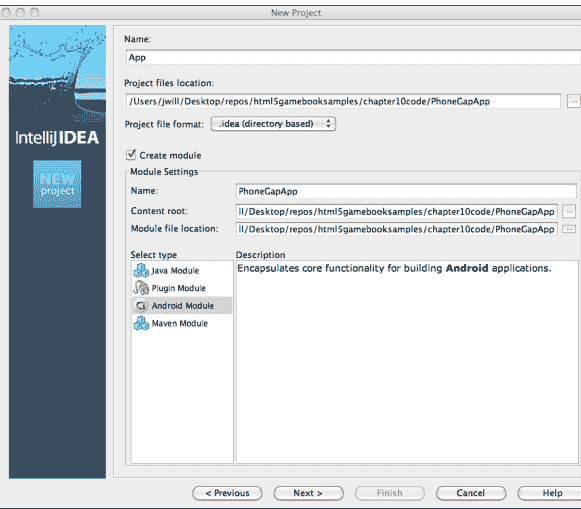 New Project
Name:
App
Project files location:
/Users/jwill/Desktop/repos/html5gamebooksamples/chapter10code/PhoneGapApp
...
Project file format: .idea (directory based)
IntelliJIDEA
NEW
project
Create module
Module Settings
Name: PhoneGapApp
Content root: ll/Desktop/repos/html5gamebooksamples/chapter10code/PhoneGapApp ...
Module file location: ll/Desktop/repos/html5gamebooksamples/chapter10code/PhoneGapApp ...
Select type
Java Module
Plugin Module
Android Module
Maven Module
Description
Encapsulates core functionality for building Android applications.
< Previous Next > Finish Cancel Help